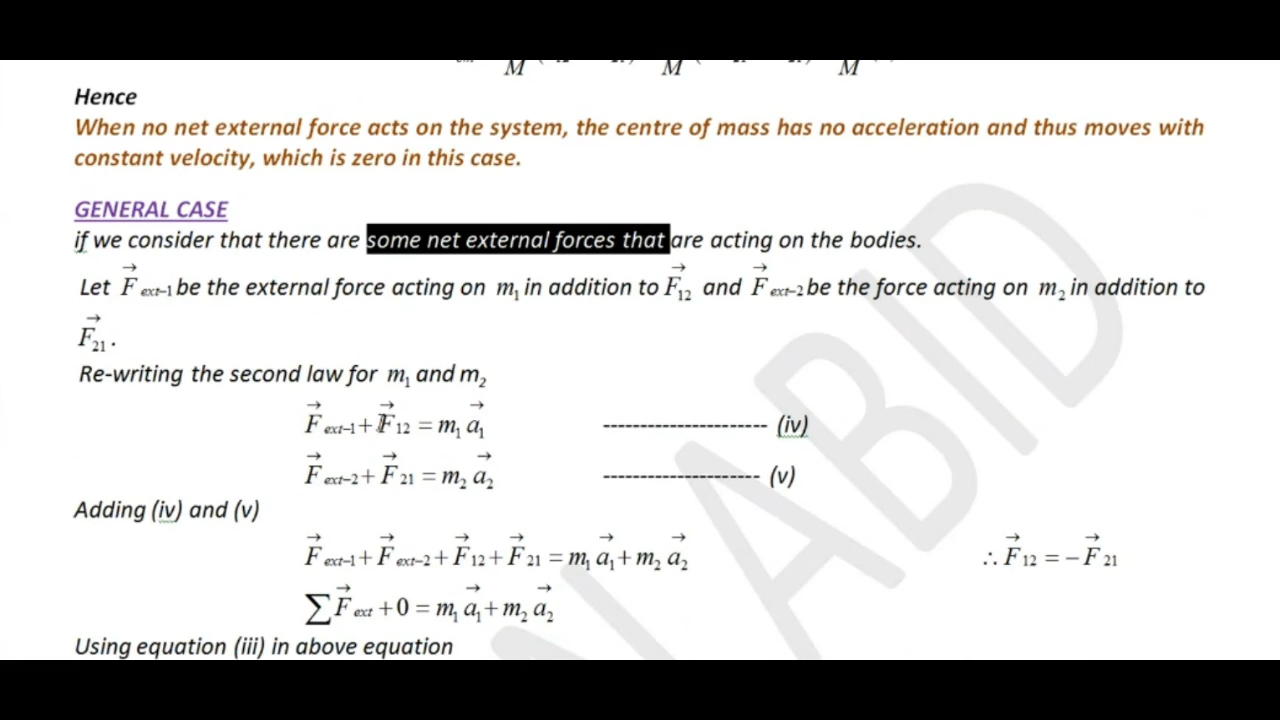 M M M
Hence
When no net external force acts on the system, the centre of mass has no acceleration and thus moves with
constant velocity, which is zero in this case.
GENERAL CASE
if we consider that there are some net external forces that are acting on the bodies.
Let F⃗ ext−1 be the external force acting on m₁ in addition to F⃗₁₂ and F⃗ ext−2 be the force acting on m₂ in addition to
F⃗₂₁.
Re-writing the second law for m₁ and m₂
F⃗ ext−1 + F⃗ 12 = m₁ a⃗₁ ---------------------- (iv)
F⃗ ext−2 + F⃗ 21 = m₂ a⃗₂ --------------------- (v)
Adding (iv) and (v)
F⃗ ext−1 + F⃗ ext−2 + F⃗ 12 + F⃗ 21 = m₁ a⃗₁ + m₂ a⃗₂ ∴ F⃗ 12 = − F⃗ 21
∑F⃗ ext + 0 = m₁ a⃗₁ + m₂ a⃗₂
Using equation (iii) in above equation
N ABID